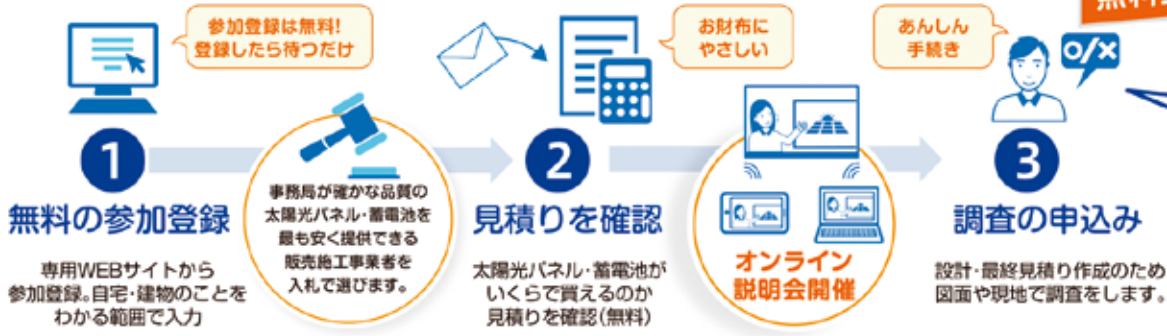 参加登録は無料!
登録したら待つだけ
1
無料の参加登録
専用WEBサイトから
参加登録。自宅・建物のことを
わかる範囲で入力
事務局が確かな品質の
太陽光パネル・蓄電池を
最も安く提供できる
販売施工事業者を
入札で選びます。
お財布に
やさしい
2
見積りを確認
太陽光パネル・蓄電池が
いくらで買えるのか
見積りを確認(無料)
オンライン
説明会開催
あんしん
手続き
O/X
3
調査の申込み
設計・最終見積り作成のため
図面や現地で調査をします。